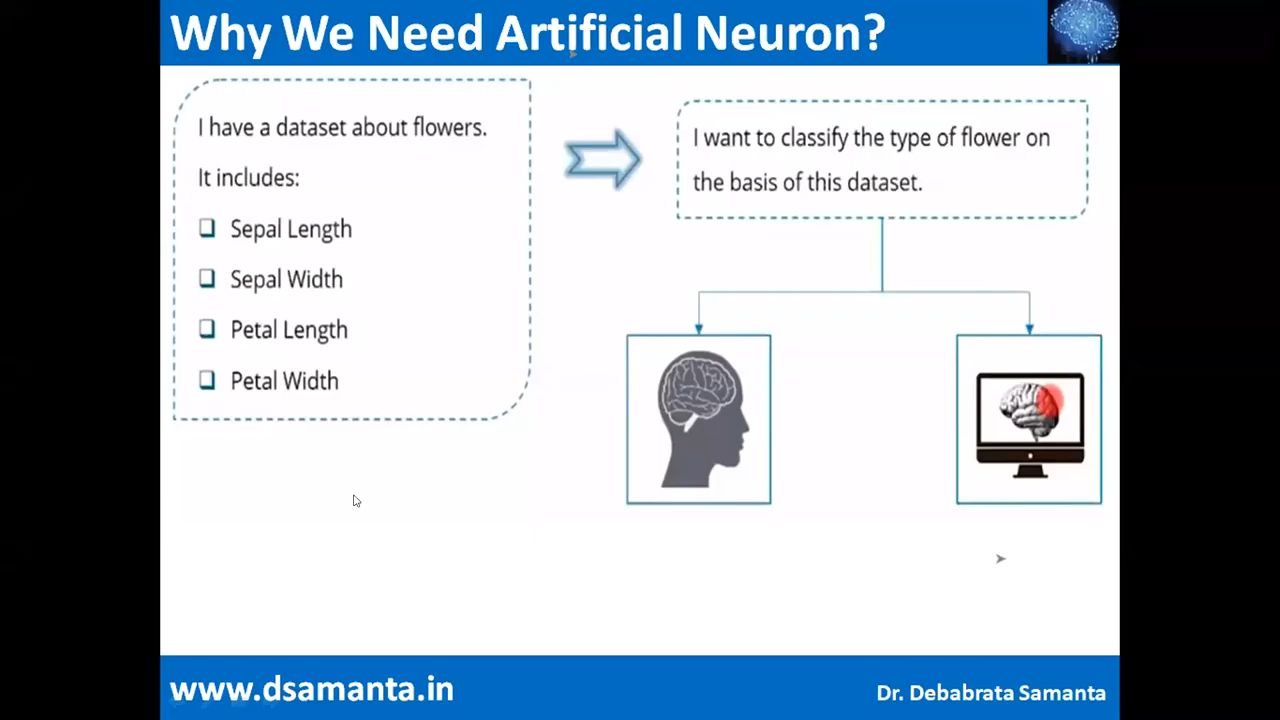 Why We Need Artificial Neuron?
I have a dataset about flowers.
It includes:
Sepal Length
Sepal Width
Petal Length
Petal Width
I want to classify the type of flower on
the basis of this dataset.
www.dsamanta.in
Dr. Debabrata Samanta